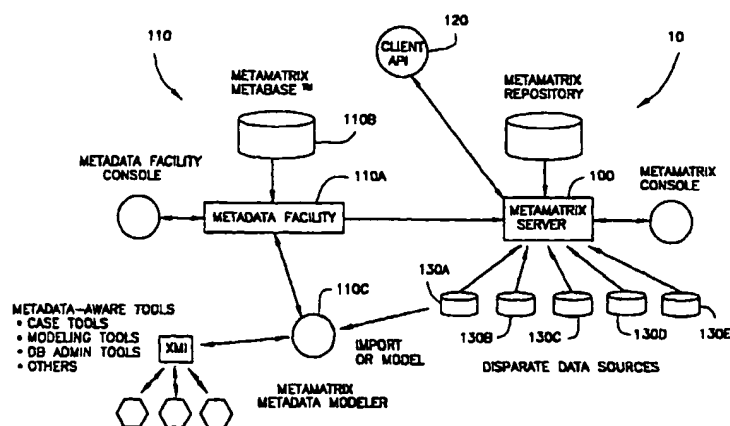 110
120
10
CLIENT
API
METAMATRIX
METABASE ™
METAMATRIX
REPOSITORY
110B
METADATA FACILITY
CONSOLE
110A
100
METAMATRIX
CONSOLE
METADATA FACILITY
METAMATRIX
SERVER
110C
130A
130B
130C
130D
130E
METADATA-AWARE TOOLS
• CASE TOOLS
• MODELING TOOLS
• DB ADMIN TOOLS
• OTHERS
XMI
IMPORT
OR MODEL
DISPARATE DATA SOURCES
METAMATRIX
METADATA MODELER